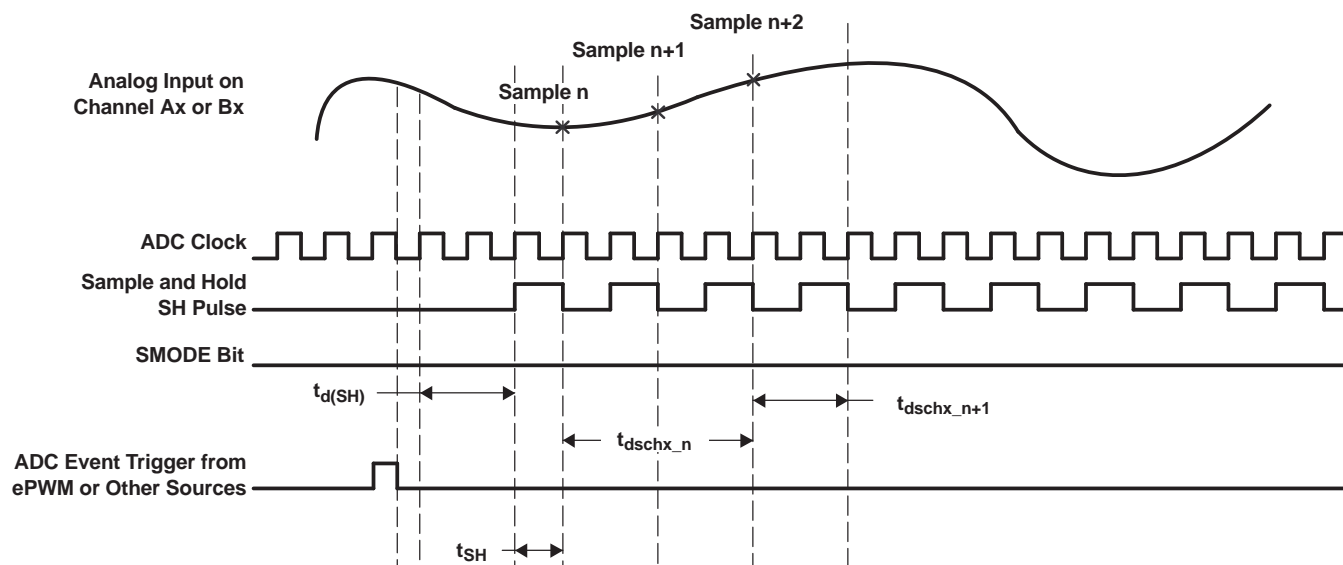 Sample n+2
Sample n+1
Analog Input on
Channel Ax or Bx
Sample n
ADC Clock
Sample and Hold
SH Pulse
SMODE Bit
td(SH)
tdschx_n+1
tdschx_n
ADC Event Trigger from
ePWM or Other Sources
tSH